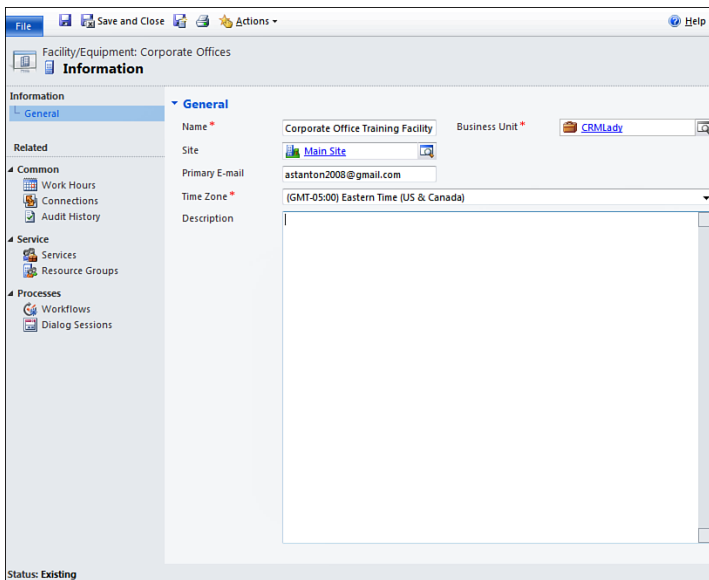 File Save and Close Actions Help
Facility/Equipment: Corporate Offices
Information
Information
General
Related
Common
Work Hours
Connections
Audit History
Service
Services
Resource Groups
Processes
Workflows
Dialog Sessions
General
Name * Corporate Office Training Facility Business Unit * CRMLady
Site Main Site
Primary E-mail astanton2008@gmail.com
Time Zone * (GMT-05:00) Eastern Time (US & Canada)
Description
Status: Existing